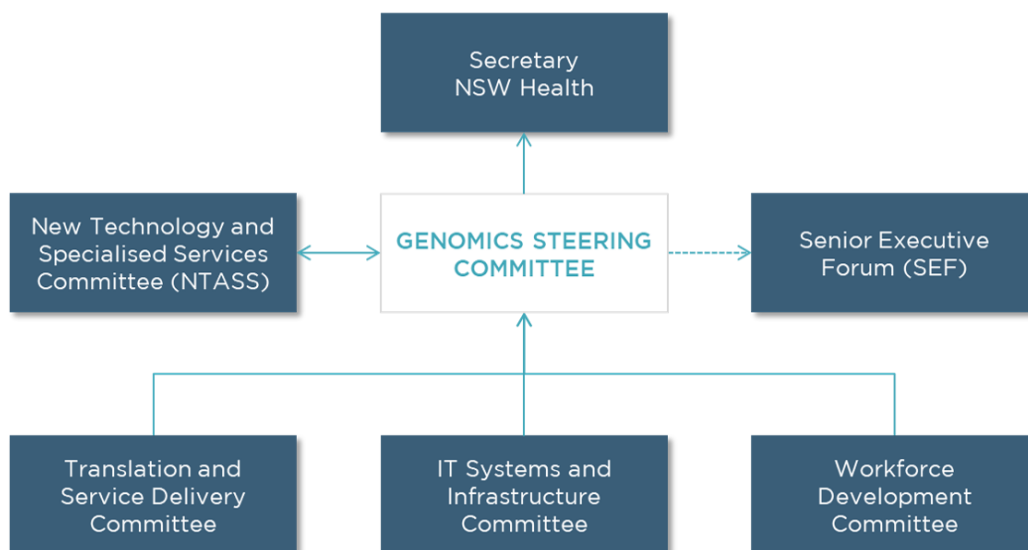 Secretary
NSW Health
New Technology and
Specialised Services
Committee (NTASS)
GENOMICS STEERING
COMMITTEE
Senior Executive
Forum (SEF)
Translation and
Service Delivery
Committee
IT Systems and
Infrastructure
Committee
Workforce
Development
Committee